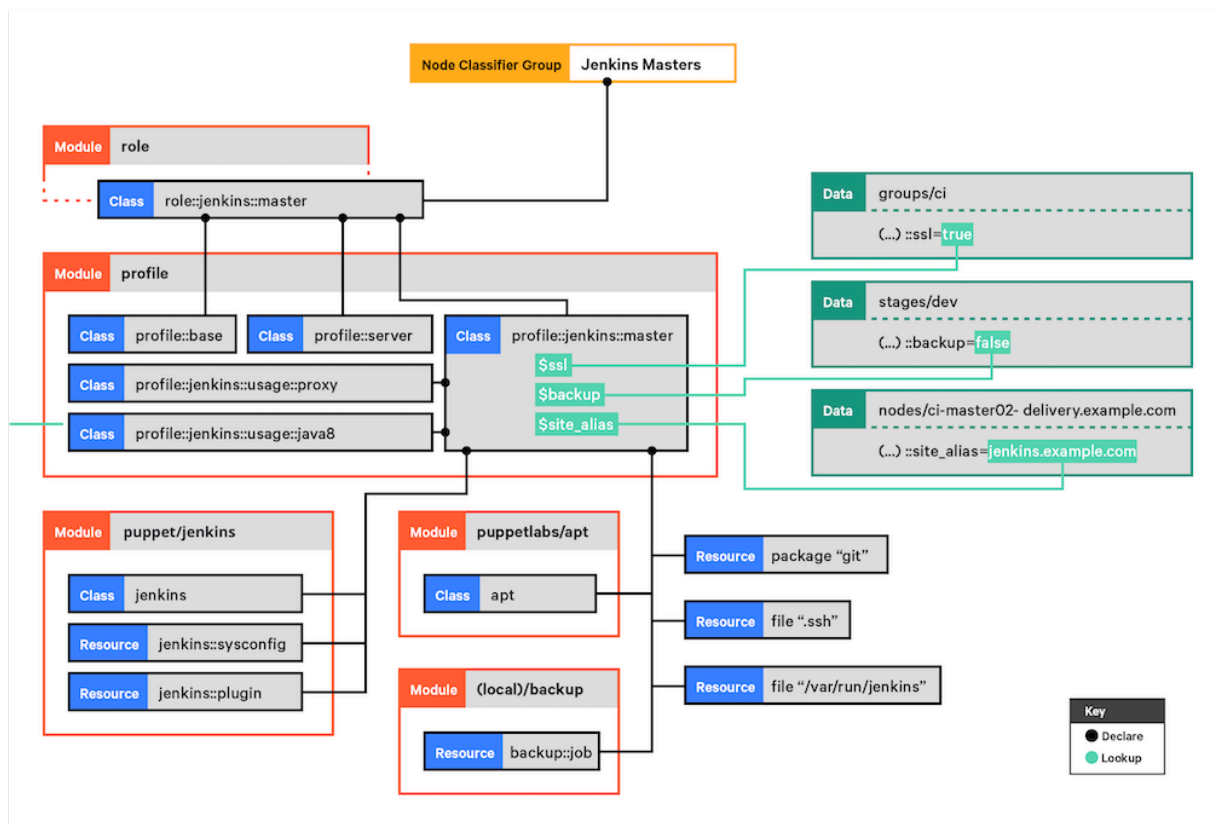 Node Classifier Group Jenkins Masters
Module role
Class role::jenkins::master
Module profile
Class profile::base
Class profile::server
Class profile::jenkins::master
$ssl
$backup
$site_alias
Class profile::jenkins::usage::proxy
Class profile::jenkins::usage::java8
Data groups/ci
(...) ::ssl=true
Data stages/dev
(...) ::backup=false
Data nodes/ci-master02- delivery.example.com
(...) ::site_alias=jenkins.example.com
Module puppet/jenkins
Class jenkins
Resource jenkins::sysconfig
Resource jenkins::plugin
Module puppetlabs/apt
Class apt
Module (local)/backup
Resource backup::job
Resource package “git”
Resource file “.ssh”
Resource file “/var/run/jenkins”
Key
Declare
Lookup